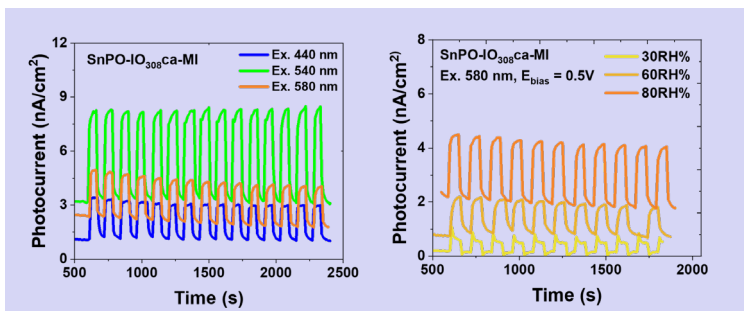 SnPO-IO308ca-MI
Ex. 440 nm
Ex. 540 nm
Ex. 580 nm
Photocurrent (nA/cm2)
12
9
6
3
0
500 1000 1500 2000 2500
Time (s)
SnPO-IO308ca-MI
Ex. 580 nm, Ebias = 0.5V
30RH%
60RH%
80RH%
Photocurrent (nA/cm2)
8
6
4
2
0
500 1000 1500 2000
Time (s)